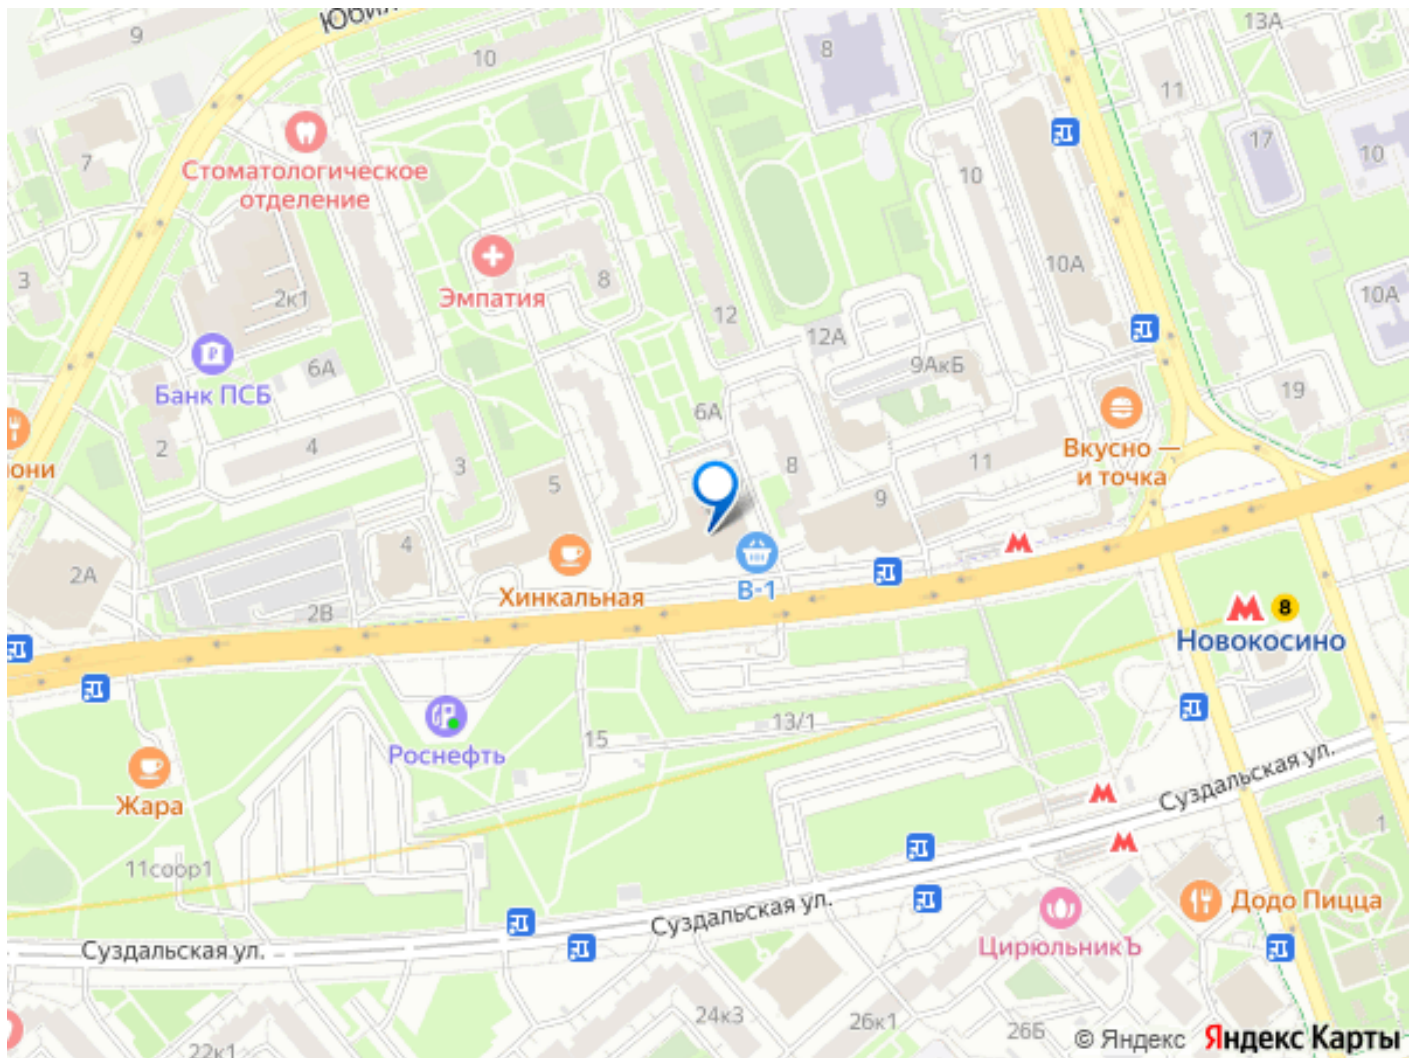 Юбил
9
10
8
13А
11
17
10
7
Стоматологическое
отделение
10
10А
3
2к1
Эмпатия
8
12
12А
10А
Банк ПСБ
6А
9АкБ
19
6А
Вкусно —
и точка
они
2
4
3
5
8
9
11
2А
4
2В
Хинкальная
В-1
М
М 8
Новокосино
Роснефть
15
13/1
Жара
Суздальская ул.
М
М
1
11соор1
Суздальская ул.
Додо Пицца
ЦирюльникЪ
Суздальская ул.
24к3
26к1
26Б
22к1
© Яндекс Яндекс Карты